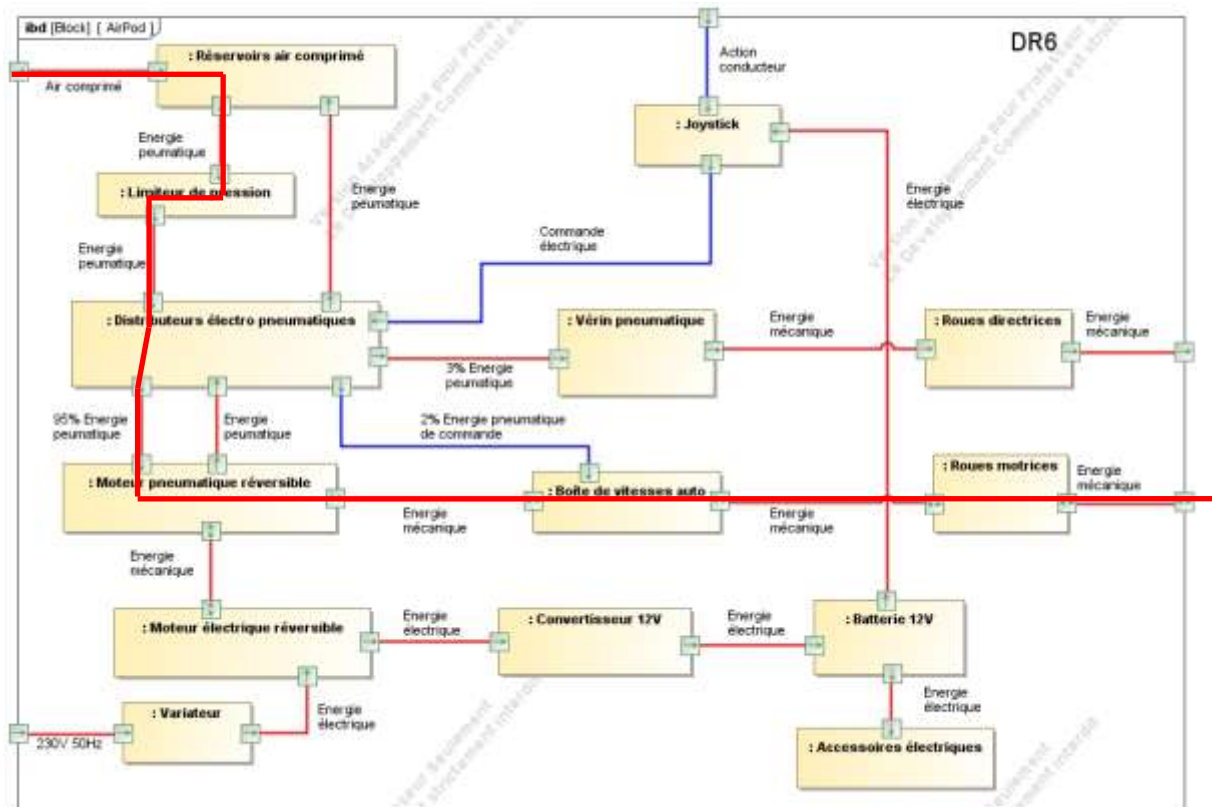 ibd [Block] [ AirPod ]
DR6
: Réservoirs air comprimé
Air comprimé
Action
conducteur
: Joystick
Energie
peumatique
: Limiteur de pression
Energie
péumatique
Energie
électrique
Commande
électrique
Energie
peumatique
: Distributeurs électro pneumatiques
: Vérin pneumatique
Energie
mécanique
: Roues directrices
Energie
mécanique
3% Energie
peumatique
95% Energie
peumatique
Energie
peumatique
2% Energie pneumatique
de commande
: Moteur pneumatique réversible
: Boîte de vitesses auto
: Roues motrices
Energie
mécanique
Energie
mécanique
Energie
mécanique
Energie
mécanique
: Moteur électrique réversible
Energie
électrique
: Convertisseur 12V
Energie
électrique
: Batterie 12V
Energie
électrique
: Variateur
Energie
électrique
230V 50Hz
: Accessoires électriques